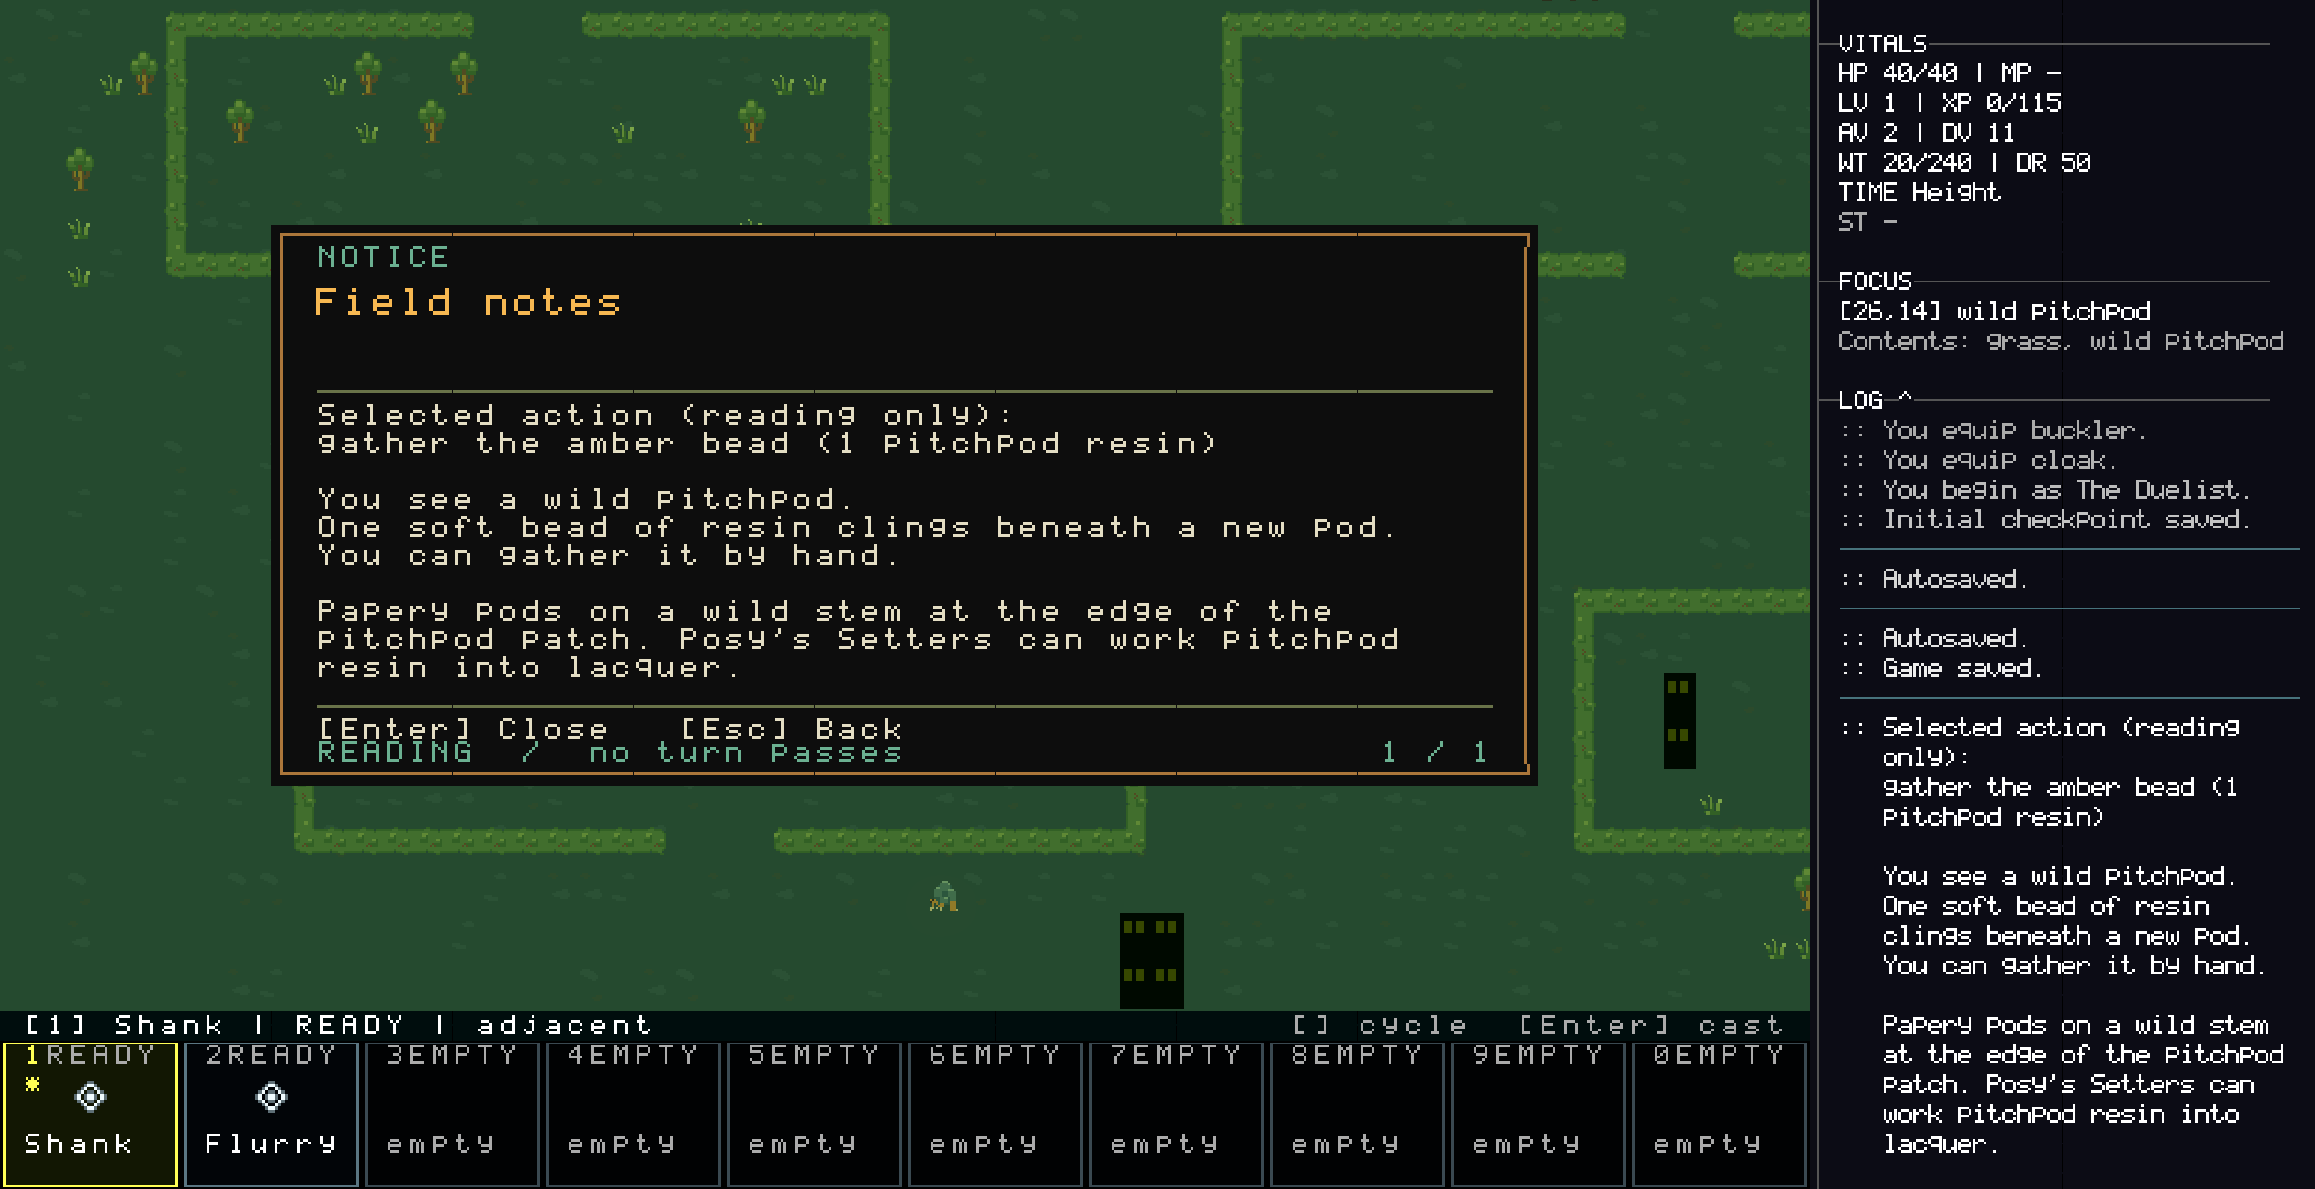 NOTICE
Field notes
Selected action (reading only):
gather the amber bead (1 PitchPod resin)
You see a wild PitchPod.
One soft bead of resin clings beneath a new pod.
You can gather it by hand.
Papery pods on a wild stem at the edge of the
PitchPod patch. Posy's Setters can work PitchPod
resin into lacquer.
[Enter] Close [Esc] Back
READING / no turn passes 1 / 1
[1] Shank | READY | adjacent [] cycle [Enter] cast
1READY 2READY 3EMPTY 4EMPTY 5EMPTY 6EMPTY 7EMPTY 8EMPTY 9EMPTY 0EMPTY
Shank Flurry empty empty empty empty empty empty empty empty
VITALS
HP 40/40 | MP -
LV 1 | XP 0/115
AV 2 | DV 11
WT 20/240 | DR 50
TIME Height
ST -
FOCUS
[26,14] wild PitchPod
Contents: grass, wild PitchPod
LOG ^
:: You equip buckler.
:: You equip cloak.
:: You begin as The Duelist.
:: Initial checkpoint saved.
:: Autosaved.
:: Autosaved.
:: Game saved.
:: Selected action (reading
only):
gather the amber bead (1
PitchPod resin)
You see a wild PitchPod.
One soft bead of resin
clings beneath a new pod.
You can gather it by hand.
Papery pods on a wild stem
at the edge of the PitchPod
patch. Posy's Setters can
work PitchPod resin into
lacquer.